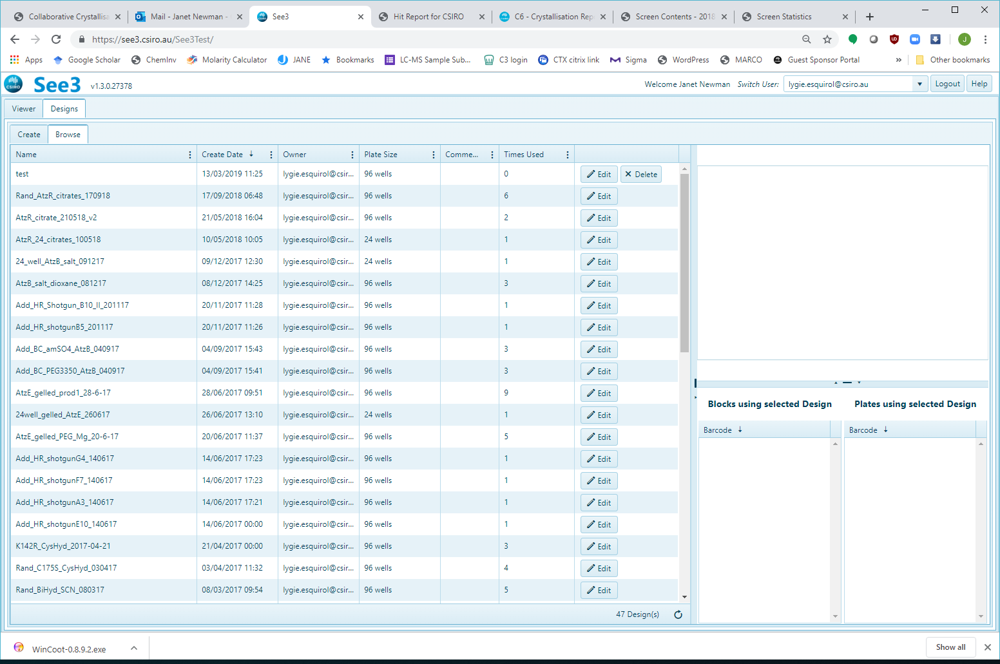 Collaborative Crystallisa
Mail - Janet Newman -
See3
Hit Report for CSIRO
C6 - Crystallisation Rep
Screen Contents - 2018
Screen Statistics
https://see3.csiro.au/See3Test/
J
Apps
Google Scholar
ChemInv
Molarity Calculator
JANE
Bookmarks
LC-MS Sample Sub...
C3 login
CTX citrix link
Sigma
WordPress
MARCO
Guest Sponsor Portal
»
Other bookmarks
CSIRO See3 v1.3.0.27378
Welcome Janet Newman Switch User: lygie.esquirol@csiro.au Logout Help
Viewer Designs
Create Browse
Name Create Date Owner Plate Size Comme... Times Used
test 13/03/2019 11:25 lygie.esquirol@csir... 96 wells 0 Edit Delete
Rand_AtzR_citrates_170918 17/09/2018 06:48 lygie.esquirol@csir... 96 wells 6 Edit
AtzR_citrate_210518_v2 21/05/2018 16:04 lygie.esquirol@csir... 96 wells 2 Edit
AtzR_24_citrates_100518 10/05/2018 10:05 lygie.esquirol@csir... 24 wells 1 Edit
24_well_AtzB_salt_091217 09/12/2017 12:30 lygie.esquirol@csir... 24 wells 1 Edit
AtzB_salt_dioxane_081217 08/12/2017 14:25 lygie.esquirol@csir... 96 wells 3 Edit
Add_HR_Shotgun_B10_II_201117 20/11/2017 11:28 lygie.esquirol@csir... 96 wells 1 Edit
Add_HR_shotgunB5_201117 20/11/2017 11:26 lygie.esquirol@csir... 96 wells 1 Edit
Add_BC_amSO4_AtzB_040917 04/09/2017 15:43 lygie.esquirol@csir... 96 wells 3 Edit
Add_BC_PEG3350_AtzB_040917 04/09/2017 15:41 lygie.esquirol@csir... 96 wells 3 Edit
AtzE_gelled_prod1_28-6-17 28/06/2017 09:51 lygie.esquirol@csir... 96 wells 9 Edit
24well_gelled_AtzE_260617 26/06/2017 13:10 lygie.esquirol@csir... 24 wells 1 Edit
AtzE_gelled_PEG_Mg_20-6-17 20/06/2017 11:37 lygie.esquirol@csir... 96 wells 5 Edit
Add_HR_shotgunG4_140617 14/06/2017 17:23 lygie.esquirol@csir... 96 wells 1 Edit
Add_HR_shotgunF7_140617 14/06/2017 17:23 lygie.esquirol@csir... 96 wells 1 Edit
Add_HR_shotgunA3_140617 14/06/2017 17:21 lygie.esquirol@csir... 96 wells 1 Edit
Add_HR_shotgunE10_140617 14/06/2017 00:00 lygie.esquirol@csir... 96 wells 1 Edit
K142R_CysHyd_2017-04-21 21/04/2017 00:00 lygie.esquirol@csir... 96 wells 3 Edit
Rand_C175S_CysHyd_030417 03/04/2017 11:32 lygie.esquirol@csir... 96 wells 4 Edit
Rand_BiHyd_SCN_080317 08/03/2017 09:54 lygie.esquirol@csir... 96 wells 5 Edit
47 Design(s)
Blocks using selected Design Plates using selected Design
Barcode Barcode
WinCoot-0.8.9.2.exe
Show all